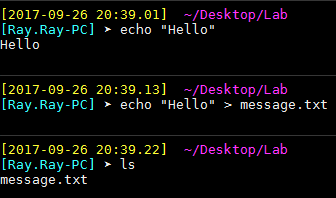 [2017-09-26 20:39.01] ~/Desktop/Lab
[Ray.Ray-PC] ➤ echo "Hello"
Hello
[2017-09-26 20:39.13] ~/Desktop/Lab
[Ray.Ray-PC] ➤ echo "Hello" > message.txt
[2017-09-26 20:39.22] ~/Desktop/Lab
[Ray.Ray-PC] ➤ ls
message.txt